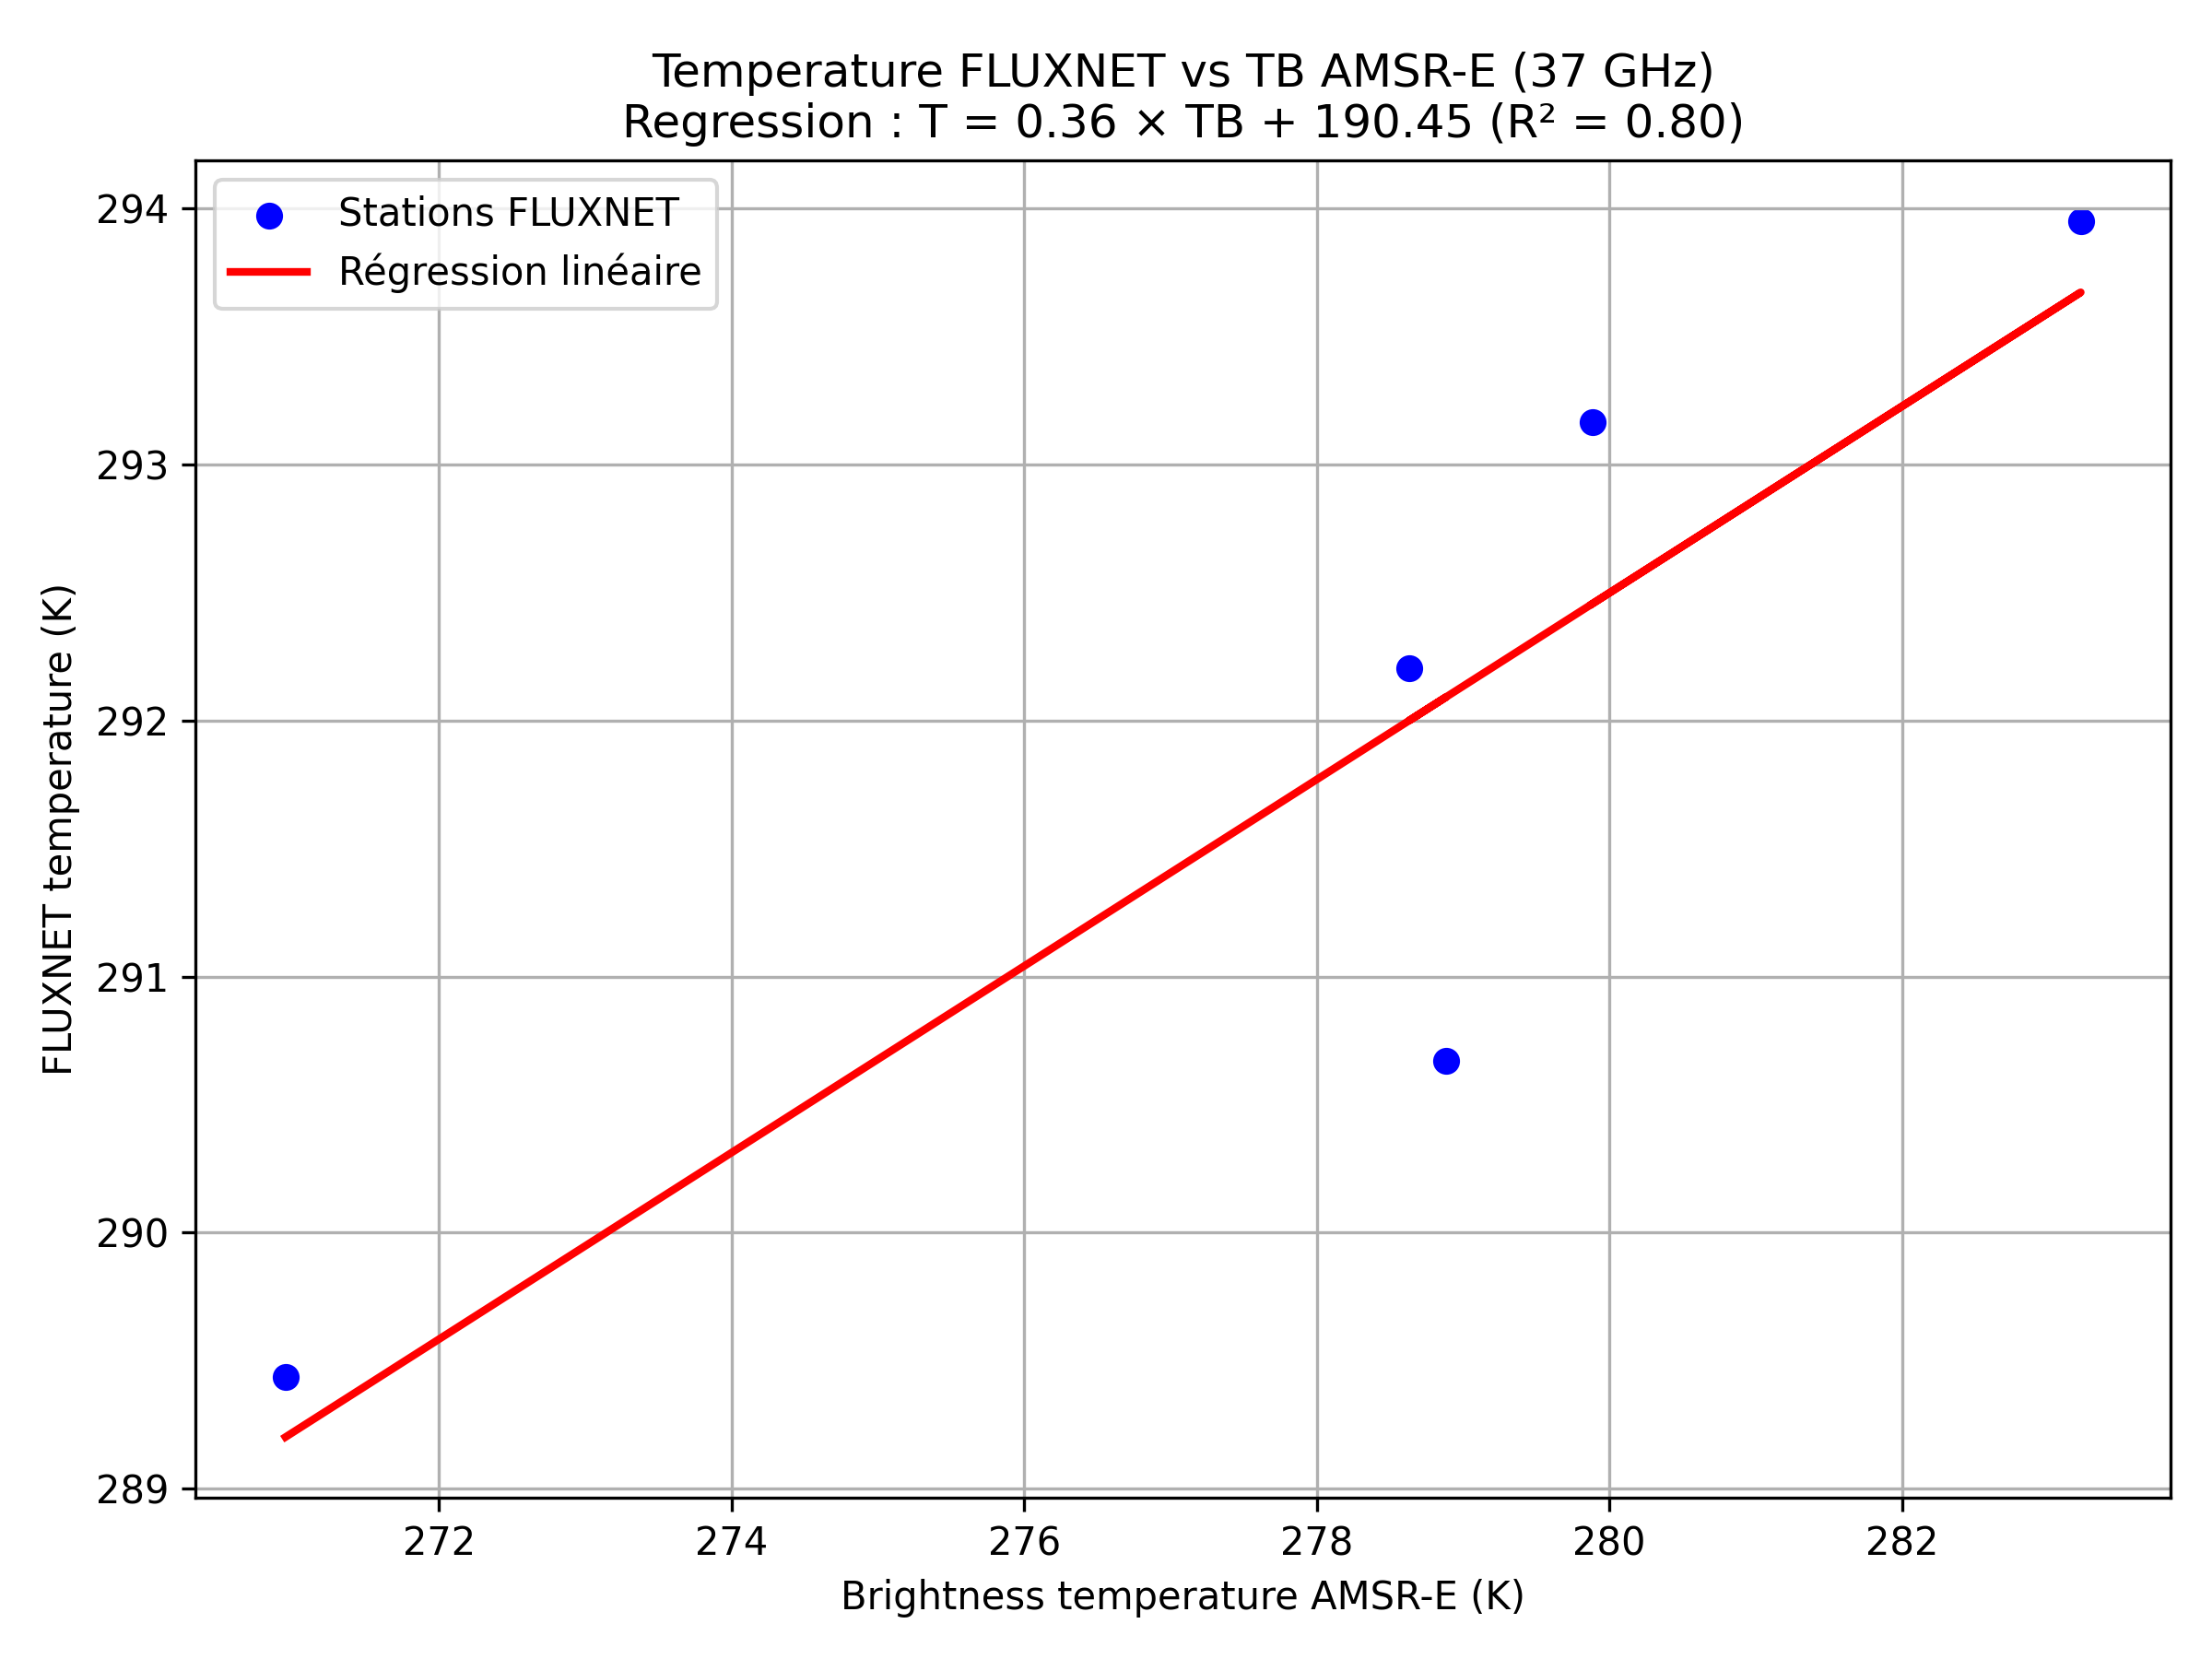 Temperature FLUXNET vs TB AMSR-E (37 GHz)
Regression : T = 0.36 × TB + 190.45 (R² = 0.80)
Stations FLUXNET
Régression linéaire
294
293
292
291
290
289
FLUXNET temperature (K)
272 274 276 278 280 282
Brightness temperature AMSR-E (K)